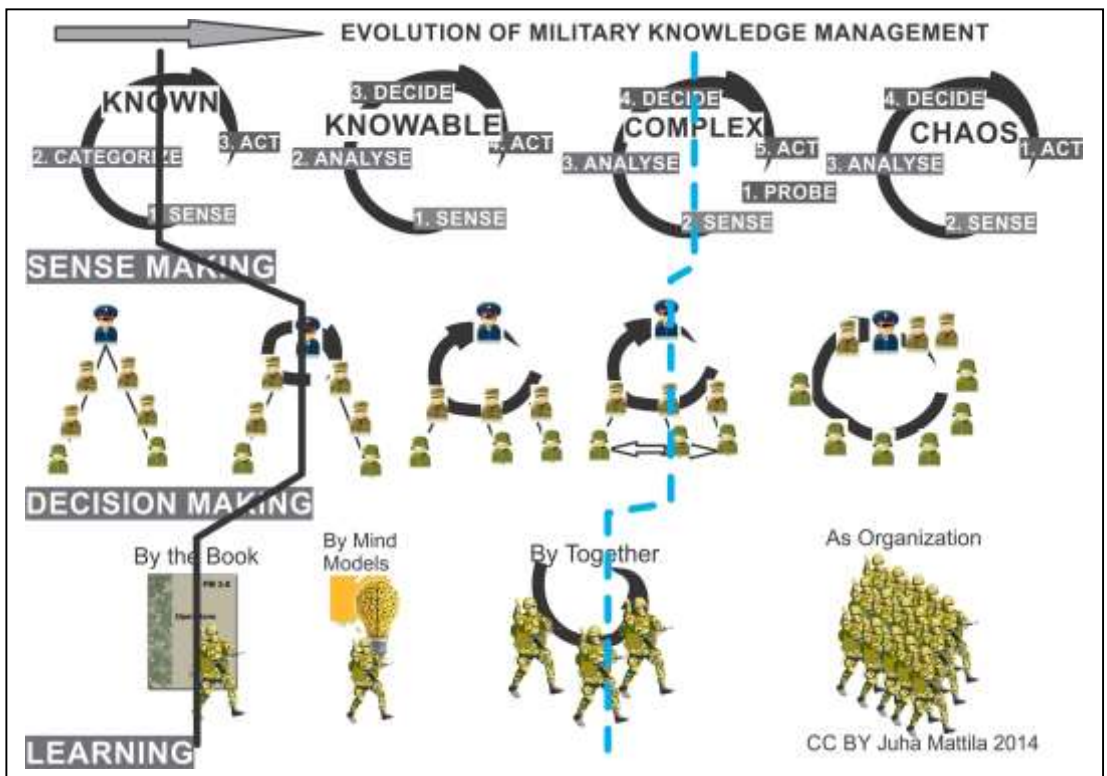 EVOLUTION OF MILITARY KNOWLEDGE MANAGEMENT
KNOWN
1. SENSE
2. CATEGORIZE
3. ACT
KNOWABLE
1. SENSE
2. ANALYSE
3. DECIDE
4. ACT
COMPLEX
1. PROBE
2. SENSE
3. ANALYSE
4. DECIDE
5. ACT
CHAOS
1. ACT
2. SENSE
3. ANALYSE
4. DECIDE
SENSE MAKING
DECISION MAKING
By the Book
By Mind
Models
By Together
As Organization
LEARNING
CC BY Juha Mattila 2014